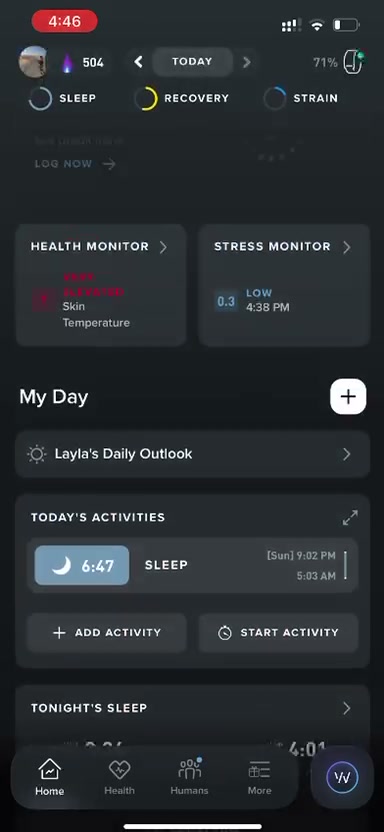 4:46
504
TODAY
71%
SLEEP
RECOVERY
STRAIN
LOG NOW
HEALTH MONITOR
STRESS MONITOR
Skin
Temperature
0.3
LOW
4:38 PM
My Day
Layla's Daily Outlook
TODAY'S ACTIVITIES
6:47
SLEEP
[Sun] 9:02 PM
5:03 AM
ADD ACTIVITY
START ACTIVITY
TONIGHT'S SLEEP
Home
Health
Humans
More